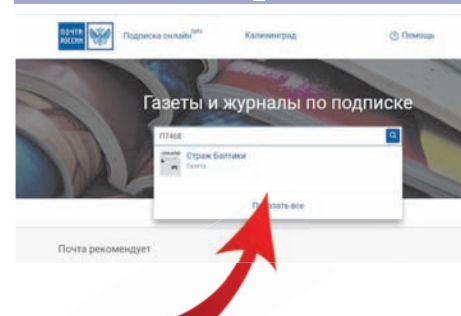 ПОЧТА РОССИИ
Подписка онлайн beta
Калининград
Помощь
Газеты и журналы по подписке
П7468
Страж Балтики
Газета
Показать все
Почта рекомендует